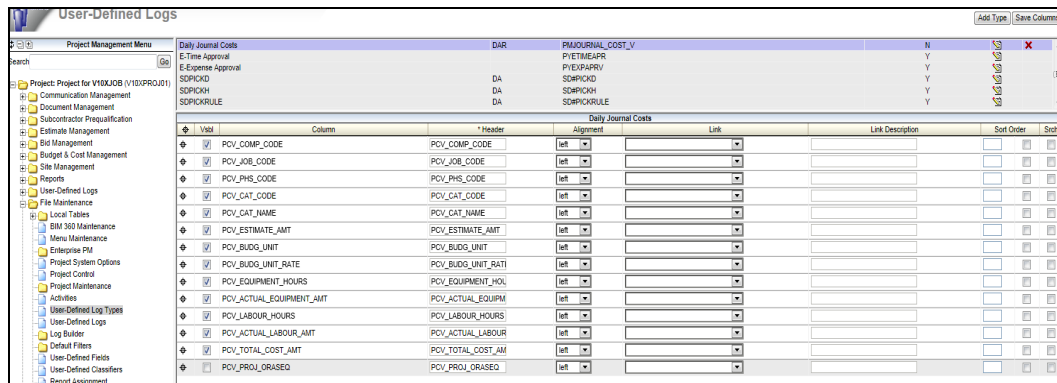 User-Defined Logs
Add Type Save Column
Project Management Menu
Search Go
Project: Project for V10XJOB (V10XPROJ01)
Communication Management
Document Management
Subcontractor Prequalification
Estimate Management
Bid Management
Budget & Cost Management
Site Management
Reports
User-Defined Logs
File Maintenance
Local Tables
BIM 360 Maintenance
Menu Maintenance
Enterprise PM
Project System Options
Project Control
Project Maintenance
Activities
User-Defined Log Types
User-Defined Logs
Log Builder
Default Filters
User-Defined Fields
User-Defined Classifiers
Report Assignment
Daily Journal Costs DAR PMJOURNAL_COST_V N
E-Time Approval PYETIMEAPR Y
E-Expense Approval PYEXPAPRV Y
SDPICKD DA SD#PICKD Y
SDPICKH DA SD#PICKH Y
SDPICKRULE DA SD#PICKRULE Y
Daily Journal Costs
Vsbl Column * Header Alignment Link Link Description Sort Order Srch
PCV_COMP_CODE PCV_COMP_CODE left
PCV_JOB_CODE PCV_JOB_CODE left
PCV_PHS_CODE PCV_PHS_CODE left
PCV_CAT_CODE PCV_CAT_CODE left
PCV_CAT_NAME PCV_CAT_NAME left
PCV_ESTIMATE_AMT PCV_ESTIMATE_AMT left
PCV_BUDG_UNIT PCV_BUDG_UNIT left
PCV_BUDG_UNIT_RATE PCV_BUDG_UNIT_RATI left
PCV_EQUIPMENT_HOURS PCV_EQUIPMENT_HOU left
PCV_ACTUAL_EQUIPMENT_AMT PCV_ACTUAL_EQUIPM left
PCV_LABOUR_HOURS PCV_LABOUR_HOURS left
PCV_ACTUAL_LABOUR_AMT PCV_ACTUAL_LABOUR left
PCV_TOTAL_COST_AMT PCV_TOTAL_COST_AM left
PCV_PROJ_ORASEQ PCV_PROJ_ORASEQ left